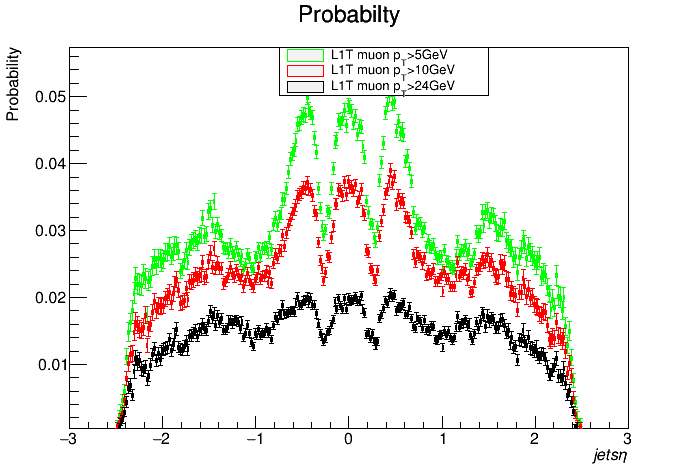 Probabilty
Probability
L1T muon p_T>5GeV
L1T muon p_T>10GeV
L1T muon p_T>24GeV
0.05
0.04
0.03
0.02
0.01
−3 −2 −1 0 1 2 3
jetsη